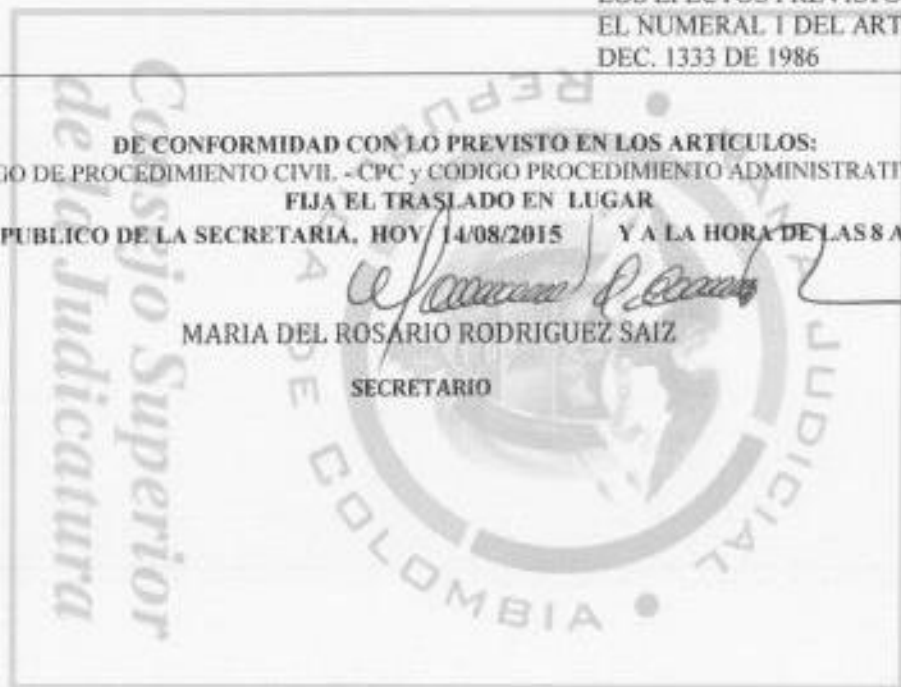 EL NUMERAL 1 DEL ART
DEC. 1333 DE 1986
DE CONFORMIDAD CON LO PREVISTO EN LOS ARTICULOS:
GO DE PROCEDIMIENTO CIVIL - CPC y CODIGO PROCEDIMIENTO ADMINISTRATI
FIJA EL TRASLADO EN LUGAR
PUBLICO DE LA SECRETARIA, HOY 14/08/2015 Y A LA HORA DE LAS 8 A
MARIA DEL ROSARIO RODRIGUEZ SAIZ
SECRETARIO
Consejo Superior
de la Judicatura
REPUBLICA DE COLOMBIA
JUDICIAL